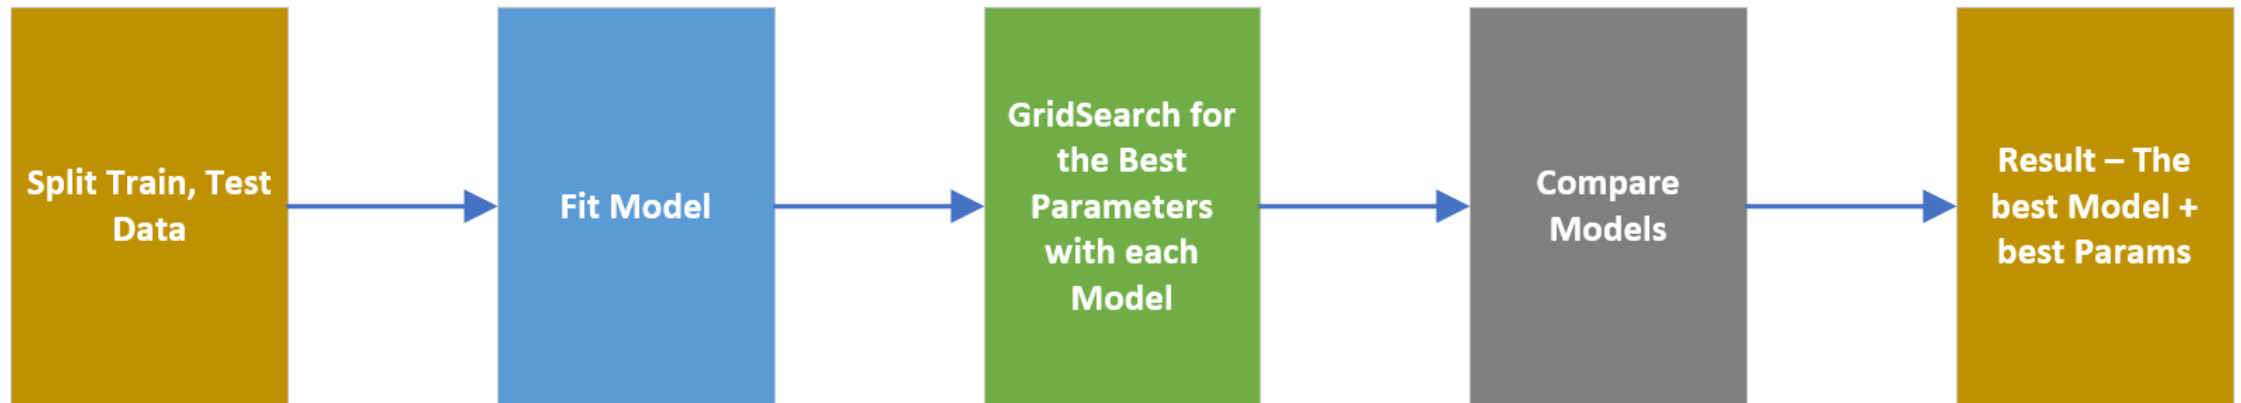 Split Train, Test
Data
Fit Model
GridSearch for
the Best
Parameters
with each
Model
Compare
Models
Result – The
best Model +
best Params